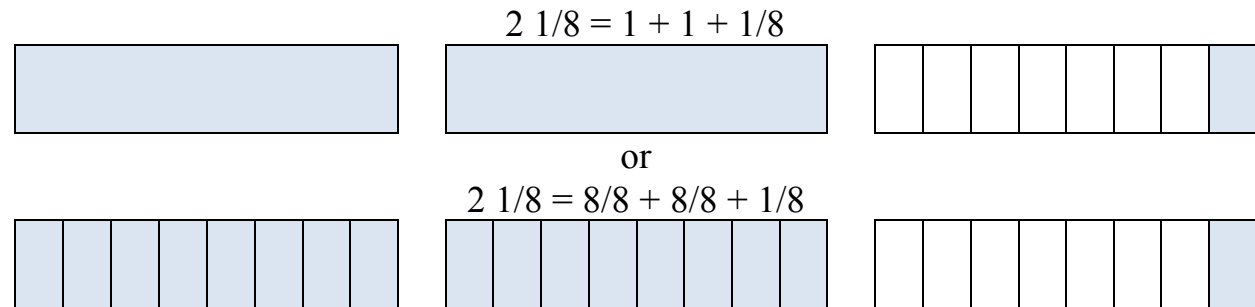 2 1/8 = 1 + 1 + 1/8
or
2 1/8 = 8/8 + 8/8 + 1/8